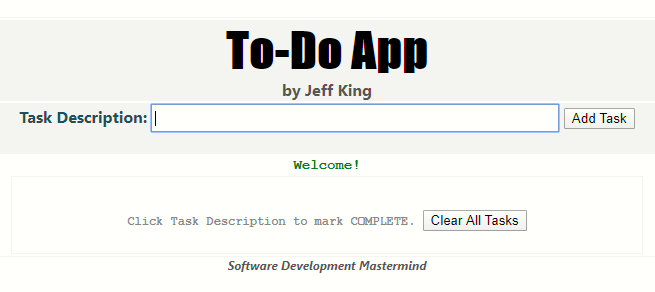 To-Do App
by Jeff King
Task Description: Add Task
Welcome!
Click Task Description to mark COMPLETE. Clear All Tasks
Software Development Mastermind